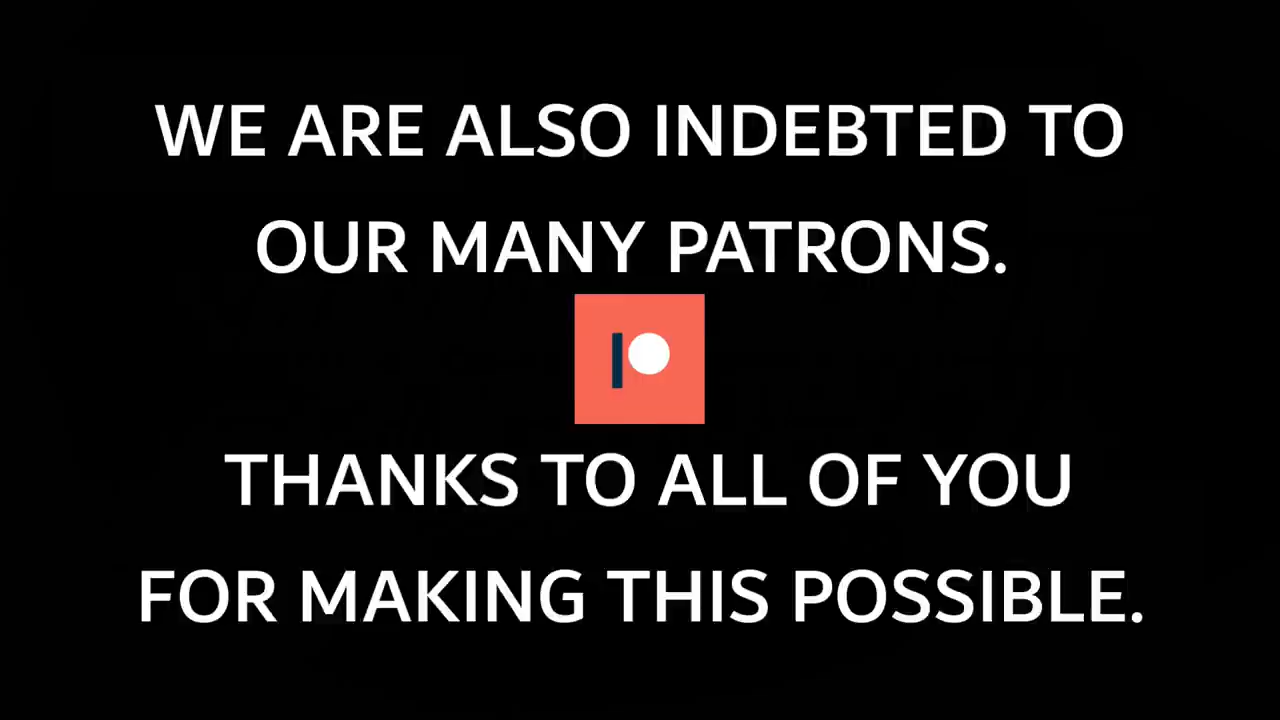 WE ARE ALSO INDEBTED TO
OUR MANY PATRONS.
THANKS TO ALL OF YOU
FOR MAKING THIS POSSIBLE.